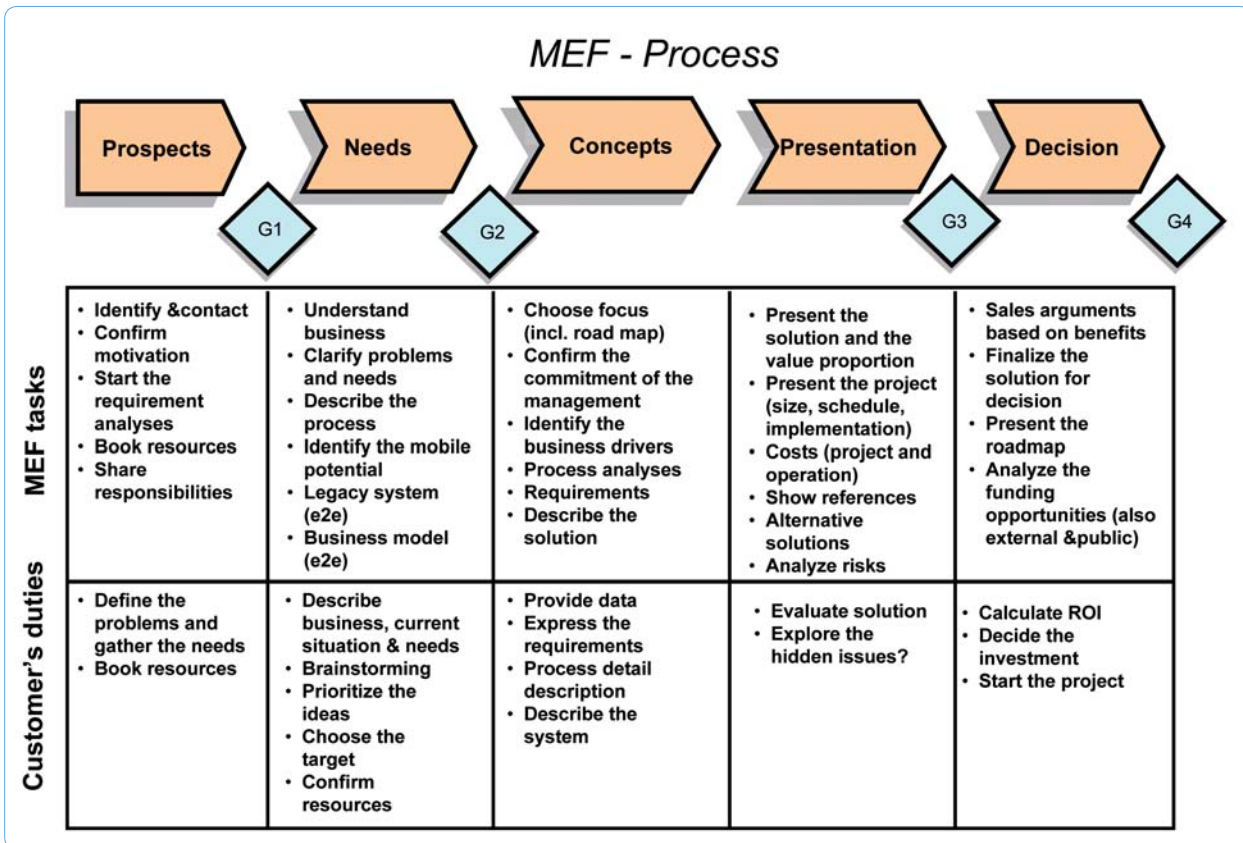 MEF - Process
Prospects
Needs
Concepts
Presentation
Decision
G1
G2
G3
G4
MEF tasks
• Identify &contact
• Confirm
motivation
• Start the
requirement
analyses
• Book resources
• Share
responsibilities
• Understand
business
• Clarify problems
and needs
• Describe the
process
• Identify the mobile
potential
• Legacy system
(e2e)
• Business model
(e2e)
• Choose focus
(incl. road map)
• Confirm the
commitment of the
management
• Identify the
business drivers
• Process analyses
• Requirements
• Describe the
solution
• Present the
solution and the
value proportion
• Present the project
(size, schedule,
implementation)
• Costs (project and
operation)
• Show references
• Alternative
solutions
• Analyze risks
• Sales arguments
based on benefits
• Finalize the
solution for
decision
• Present the
roadmap
• Analyze the
funding
opportunities (also
external &public)
Customer's duties
• Define the
problems and
gather the needs
• Book resources
• Describe
business, current
situation & needs
• Brainstorming
• Prioritize the
ideas
• Choose the
target
• Confirm
resources
• Provide data
• Express the
requirements
• Process detail
description
• Describe the
system
• Evaluate solution
• Explore the
hidden issues?
• Calculate ROI
• Decide the
investment
• Start the project